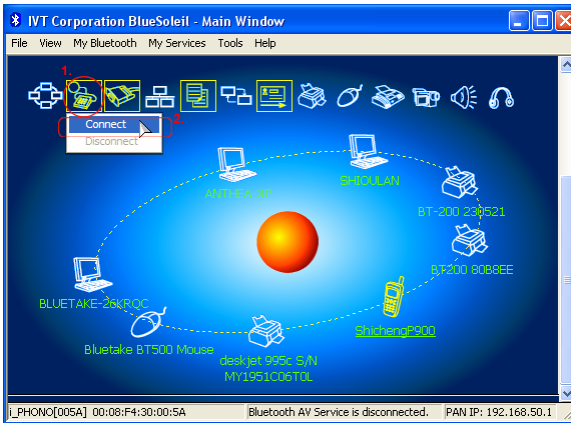 IVT Corporation BlueSoleil - Main Window
File View My Bluetooth My Services Tools Help
1.
Connect
2.
Disconnect
ANTHEA XP
SHIOULAN
BT-200 230521
BT200 80B8EE
BLUETAKE-26KRQC
ShichengP900
Bluetake BT500 Mouse
deskjet 995c S/N
MY1951C06T0L
i_PHONO[005A] 00:08:F4:30:00:5A Bluetooth AV Service is disconnected. PAN IP: 192.168.50.1